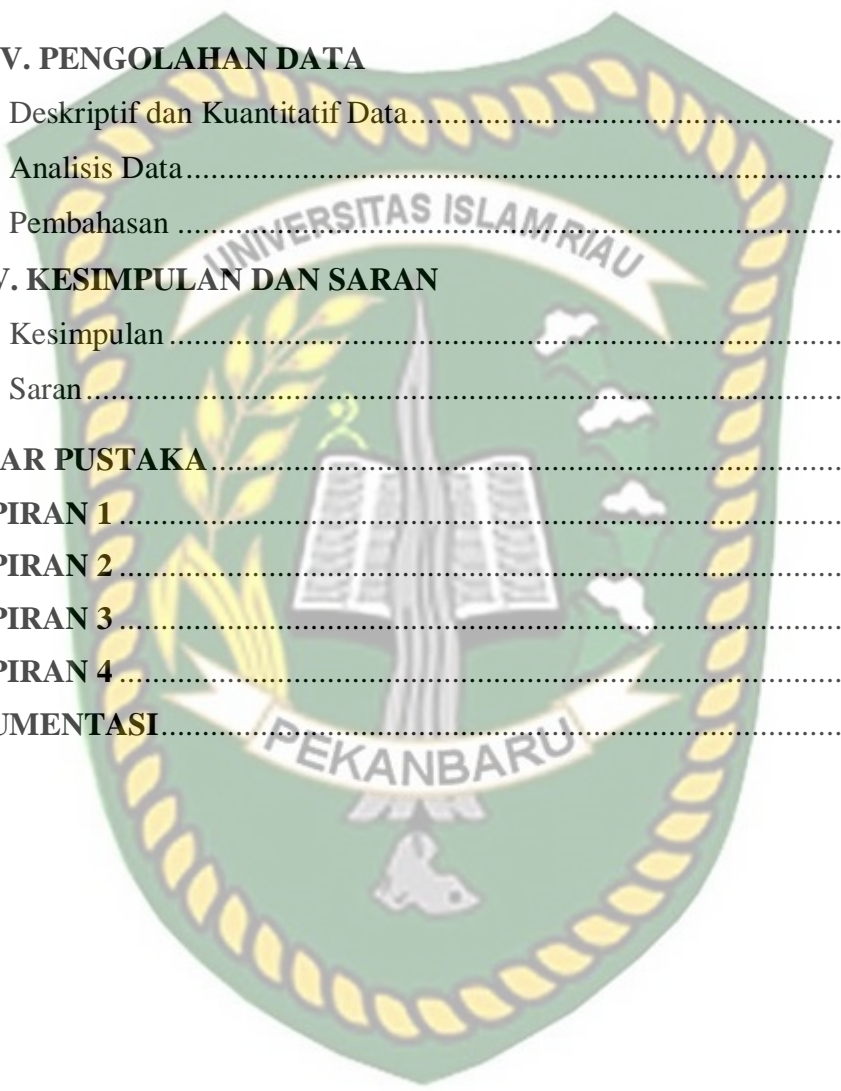 V. PENGOLAHAN DATA
Deskriptif dan Kuantitatif Data..........................................................
Analisis Data......................................................................................
Pembahasan .......................................................................................
UNIVERSITAS ISLAM RIAU
V. KESIMPULAN DAN SARAN
Kesimpulan ........................................................................................
Saran...................................................................................................
AR PUSTAKA....................................................................................
PIRAN 1 .............................................................................................
PIRAN 2 .............................................................................................
PIRAN 3 .............................................................................................
PIRAN 4 .............................................................................................
UMENTASI........................................................................................
PEKANBARU